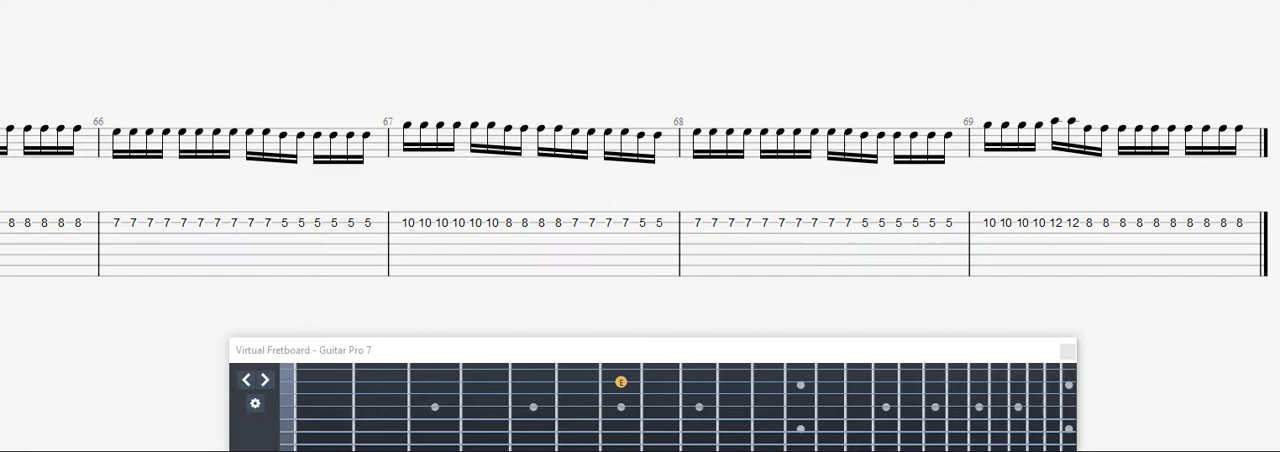 66 67 68 69
8 8 8 8 8 7 7 7 7 7 7 7 7 7 7 5 5 5 5 5 5 10 10 10 10 10 10 8 8 8 8 7 7 7 7 5 5 7 7 7 7 7 7 7 7 7 7 5 5 5 5 5 5 10 10 10 10 12 12 8 8 8 8 8 8 8 8 8 8
Virtual Fretboard - Guitar Pro 7
E